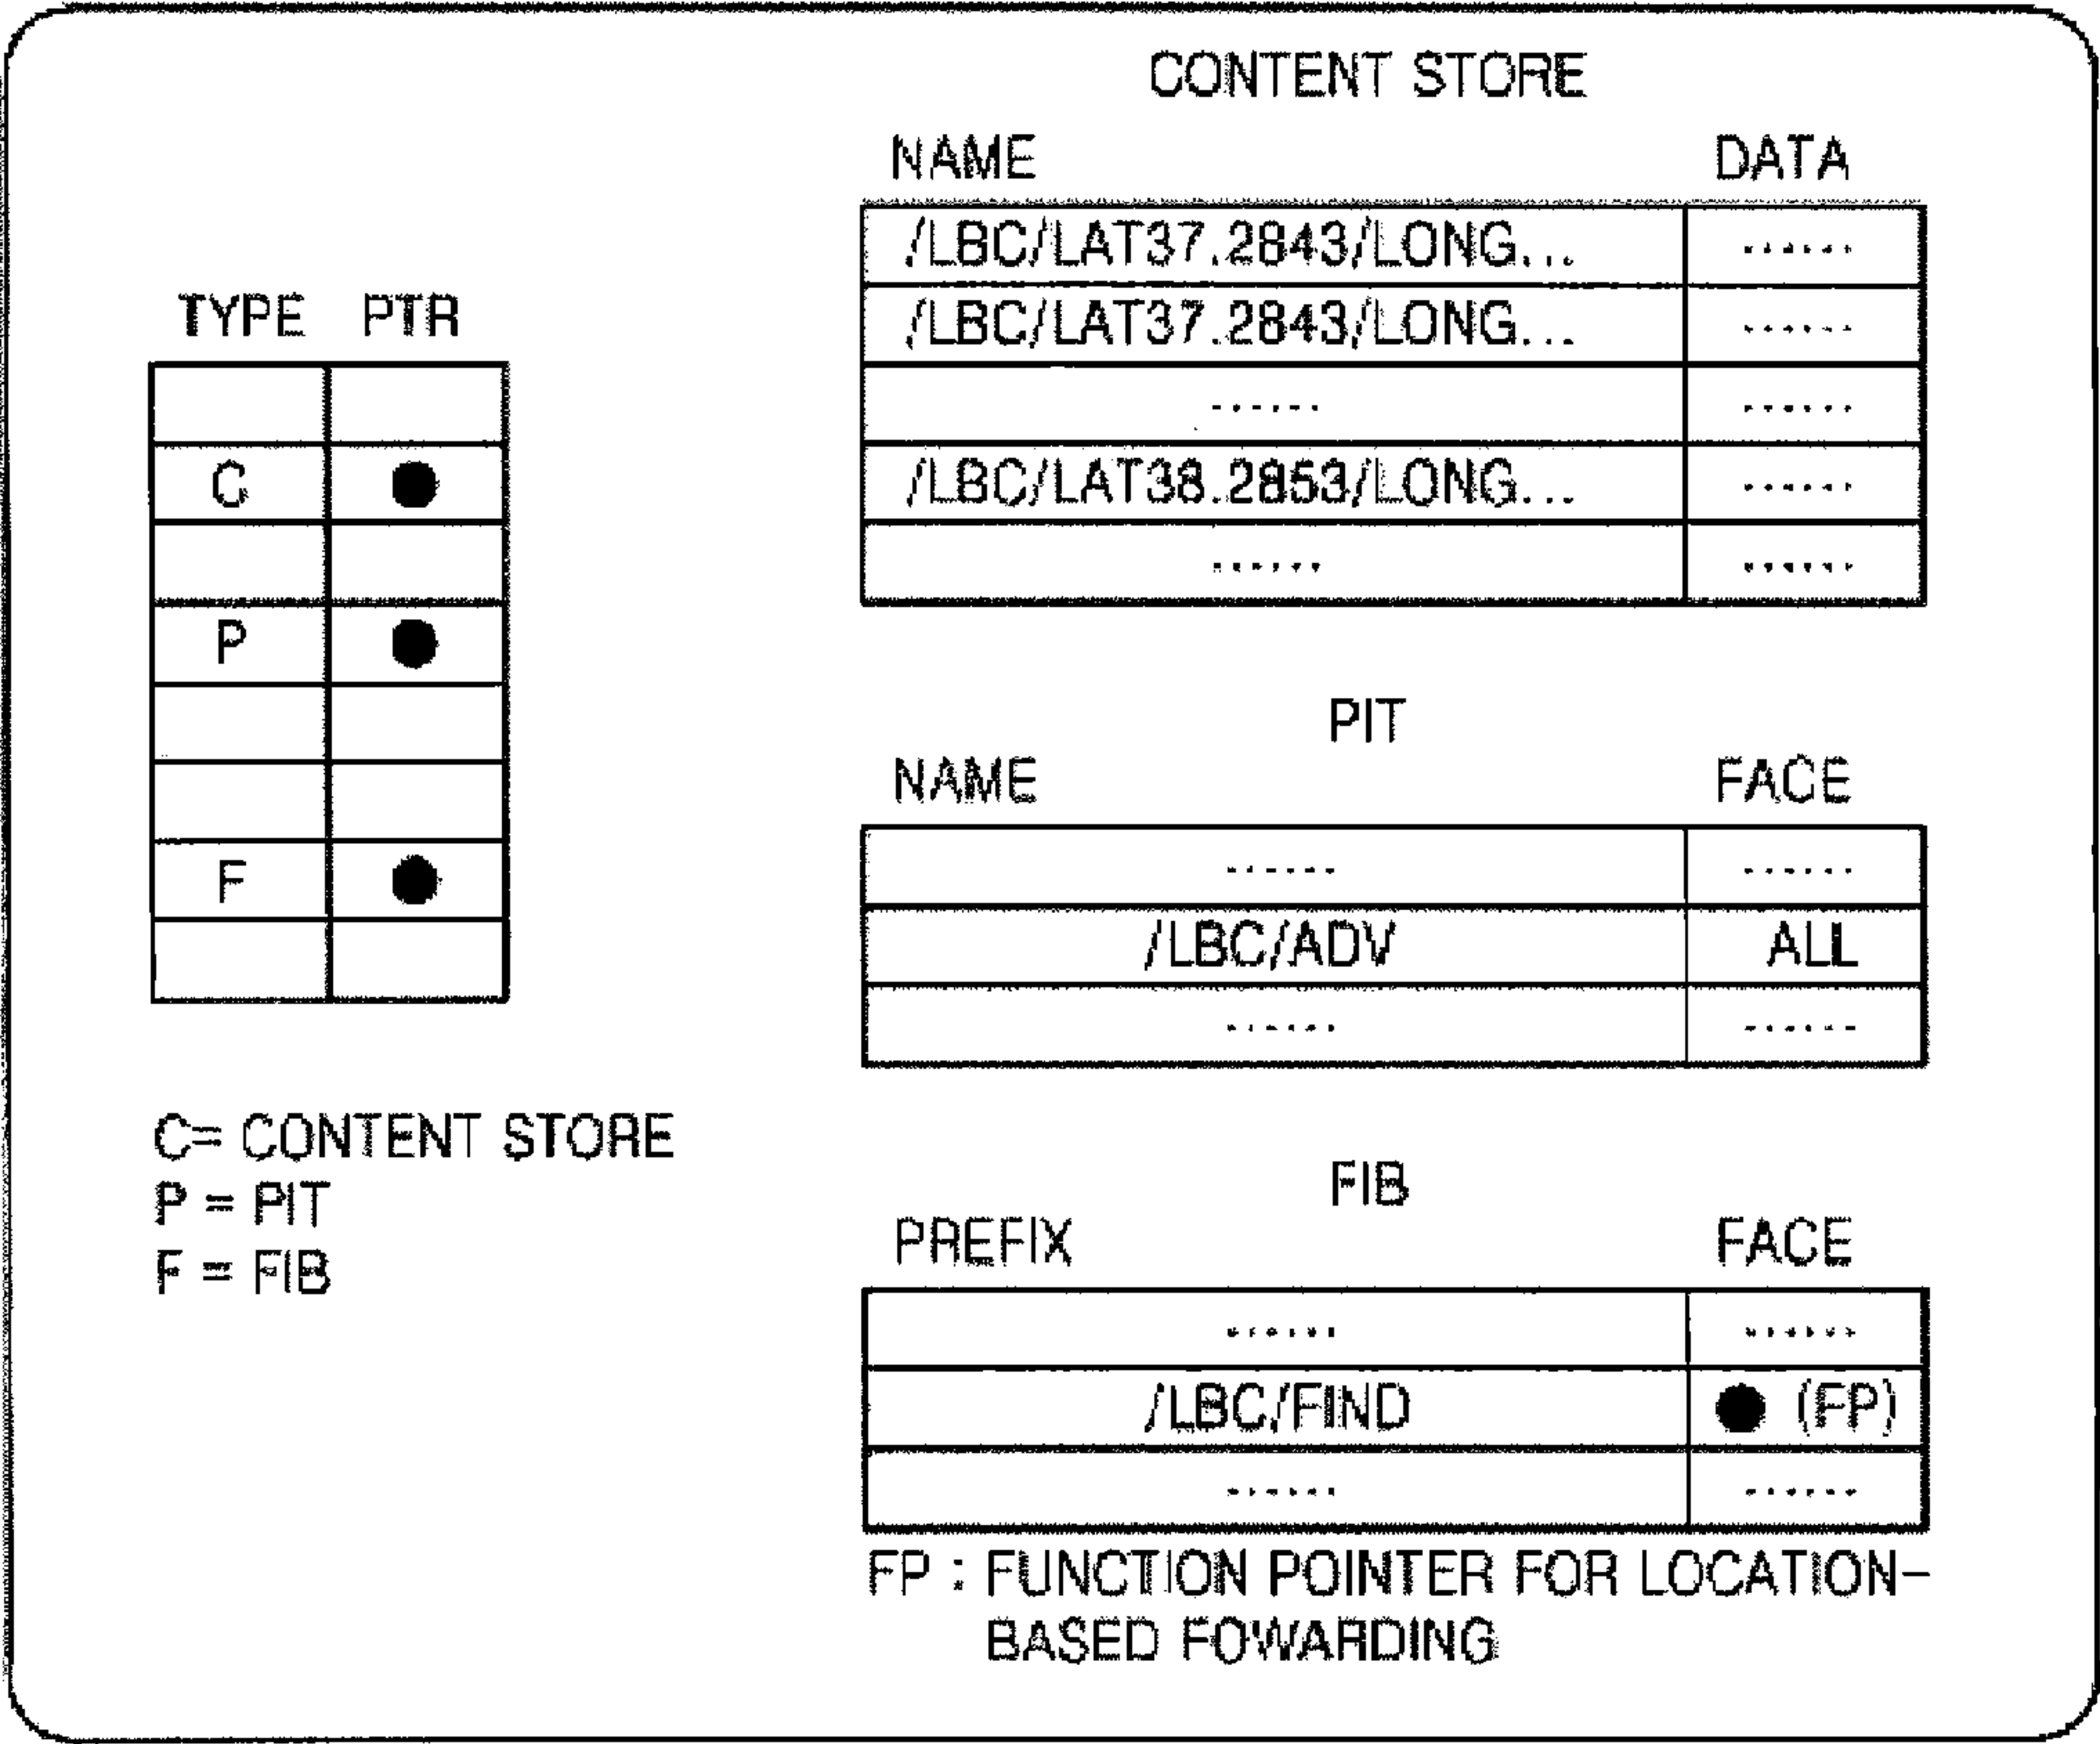 CONTENT STORE
NAME DATA
/LBC/LAT37.2843/LONG... ......
/LBC/LAT37.2843/LONG... ......
...... ......
/LBC/LAT38.2853/LONG... ......
...... ......
TYPE PTR
C
P
F
C= CONTENT STORE
P = PIT
F = FIB
PIT
NAME FACE
...... ......
/LBC/ADV ALL
...... ......
FIB
PREFIX FACE
...... ......
/LBC/FIND ● (FP)
...... ......
FP : FUNCTION POINTER FOR LOCATION-
BASED FOWARDING